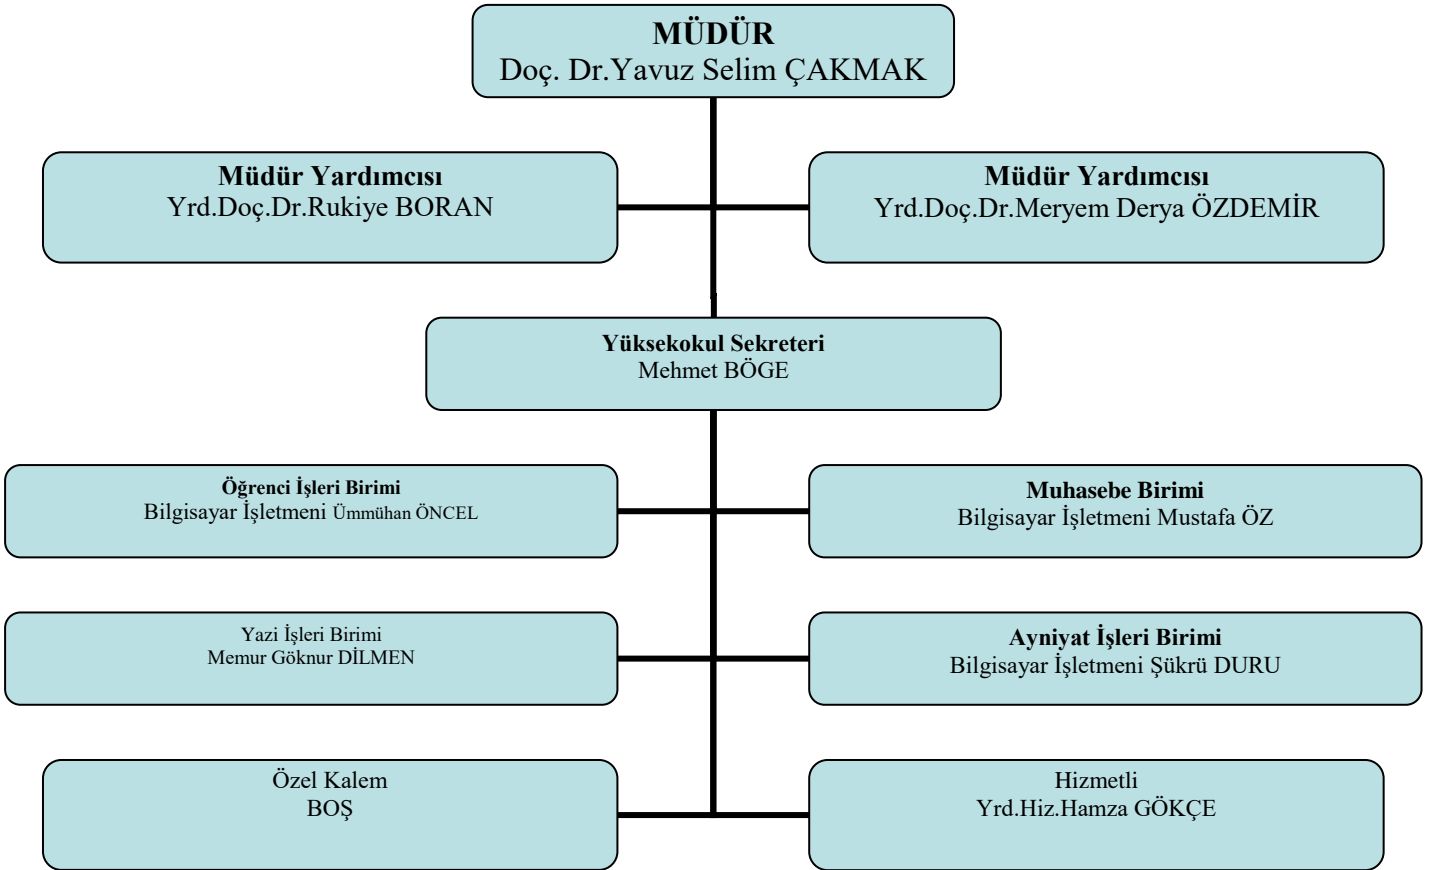 MÜDÜR
Doç. Dr.Yavuz Selim ÇAKMAK
Müdür Yardımcısı
Yrd.Doç.Dr.Rukiye BORAN
Müdür Yardımcısı
Yrd.Doç.Dr.Meryem Derya ÖZDEMİR
Yüksekokul Sekreteri
Mehmet BÖGE
Öğrenci İşleri Birimi
Bilgisayar İşletmeni Ümmühan ÖNCEL
Muhasebe Birimi
Bilgisayar İşletmeni Mustafa ÖZ
Yazi İşleri Birimi
Memur Göknur DİLMEN
Ayniyat İşleri Birimi
Bilgisayar İşletmeni Şükrü DURU
Özel Kalem
BOŞ
Hizmetli
Yrd.Hiz.Hamza GÖKÇE